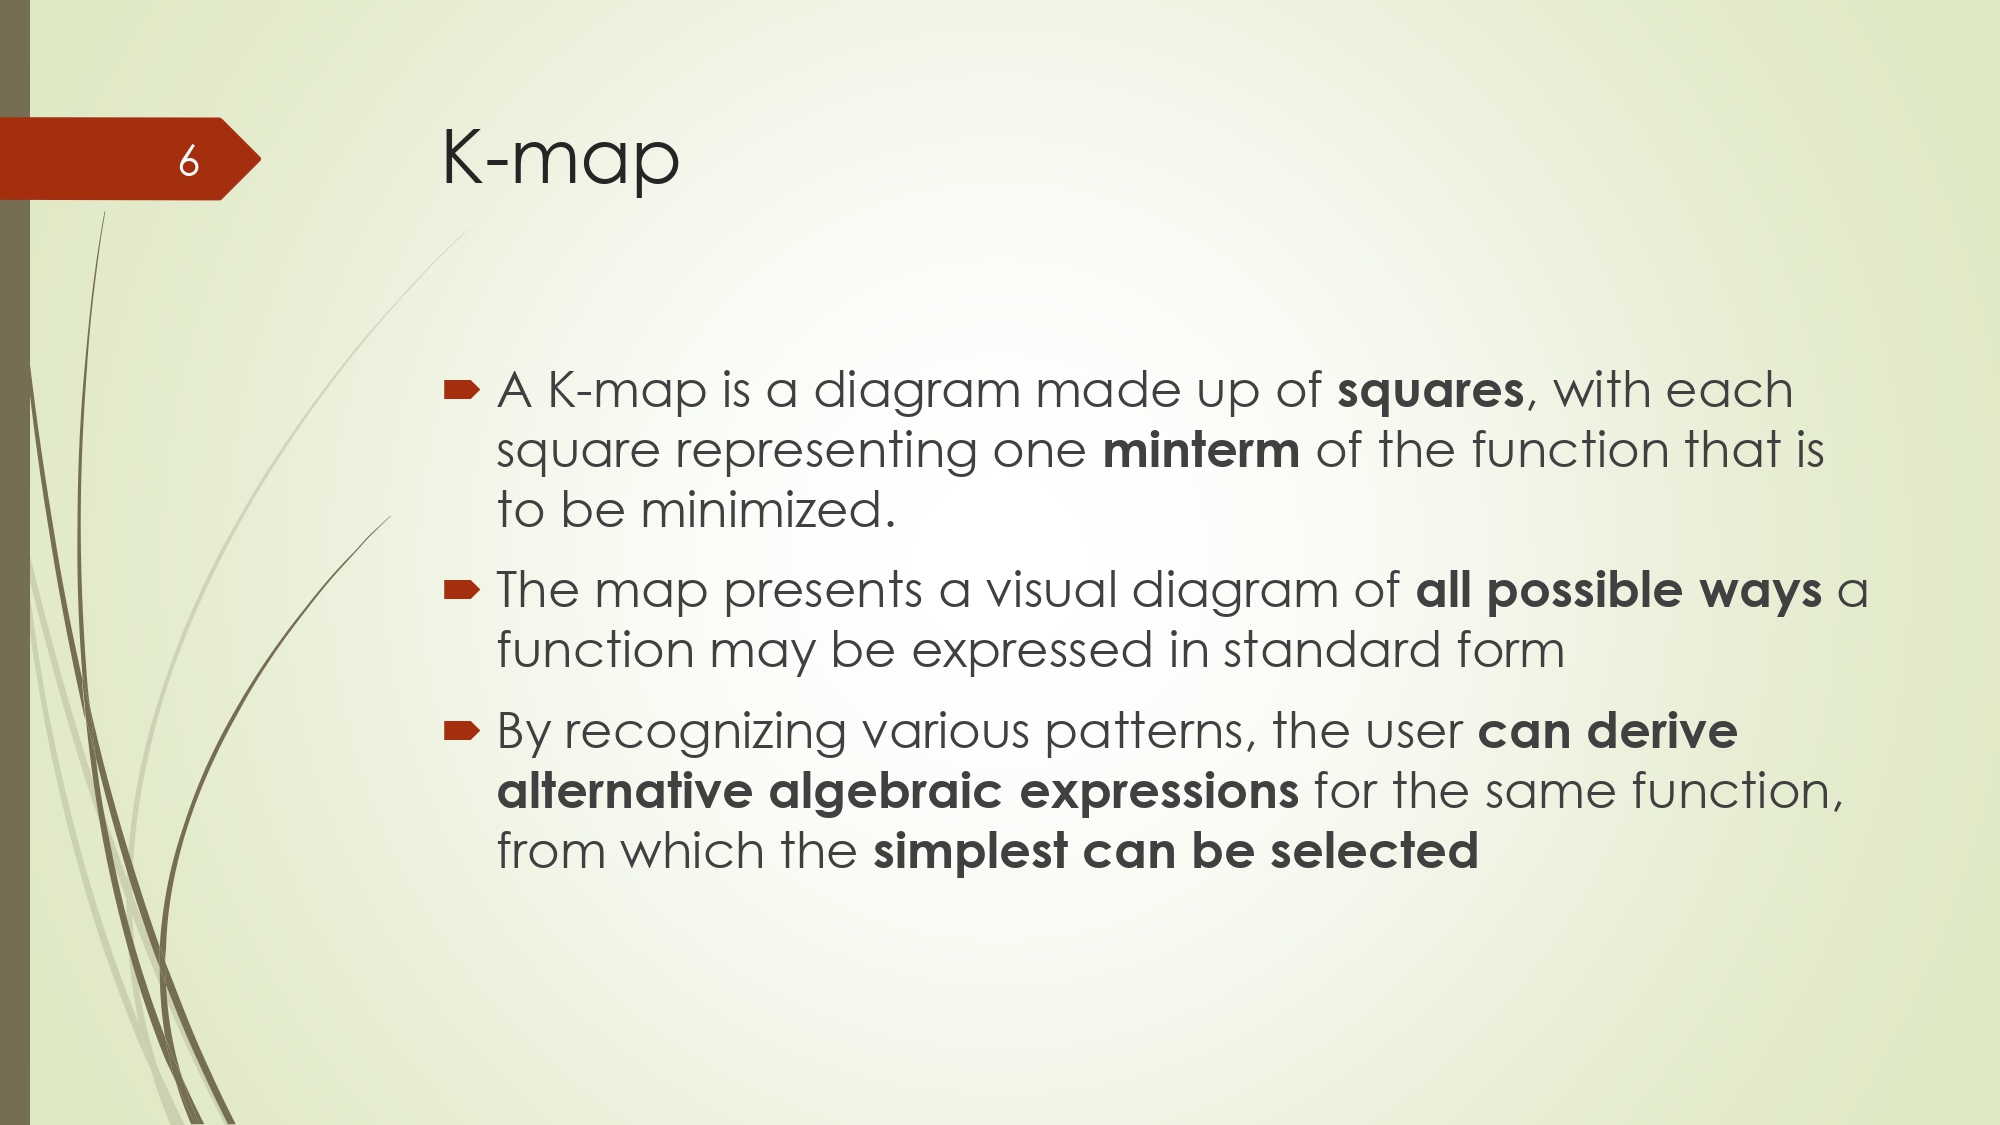 6
K-map
A K-map is a diagram made up of squares, with each
square representing one minterm of the function that is
to be minimized.
The map presents a visual diagram of all possible ways a
function may be expressed in standard form
By recognizing various patterns, the user can derive
alternative algebraic expressions for the same function,
from which the simplest can be selected